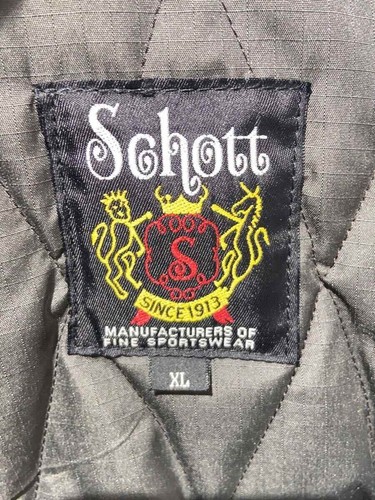 Schott
S
SINCE 1913
MANUFACTURERS OF
FINE SPORTSWEAR
XL